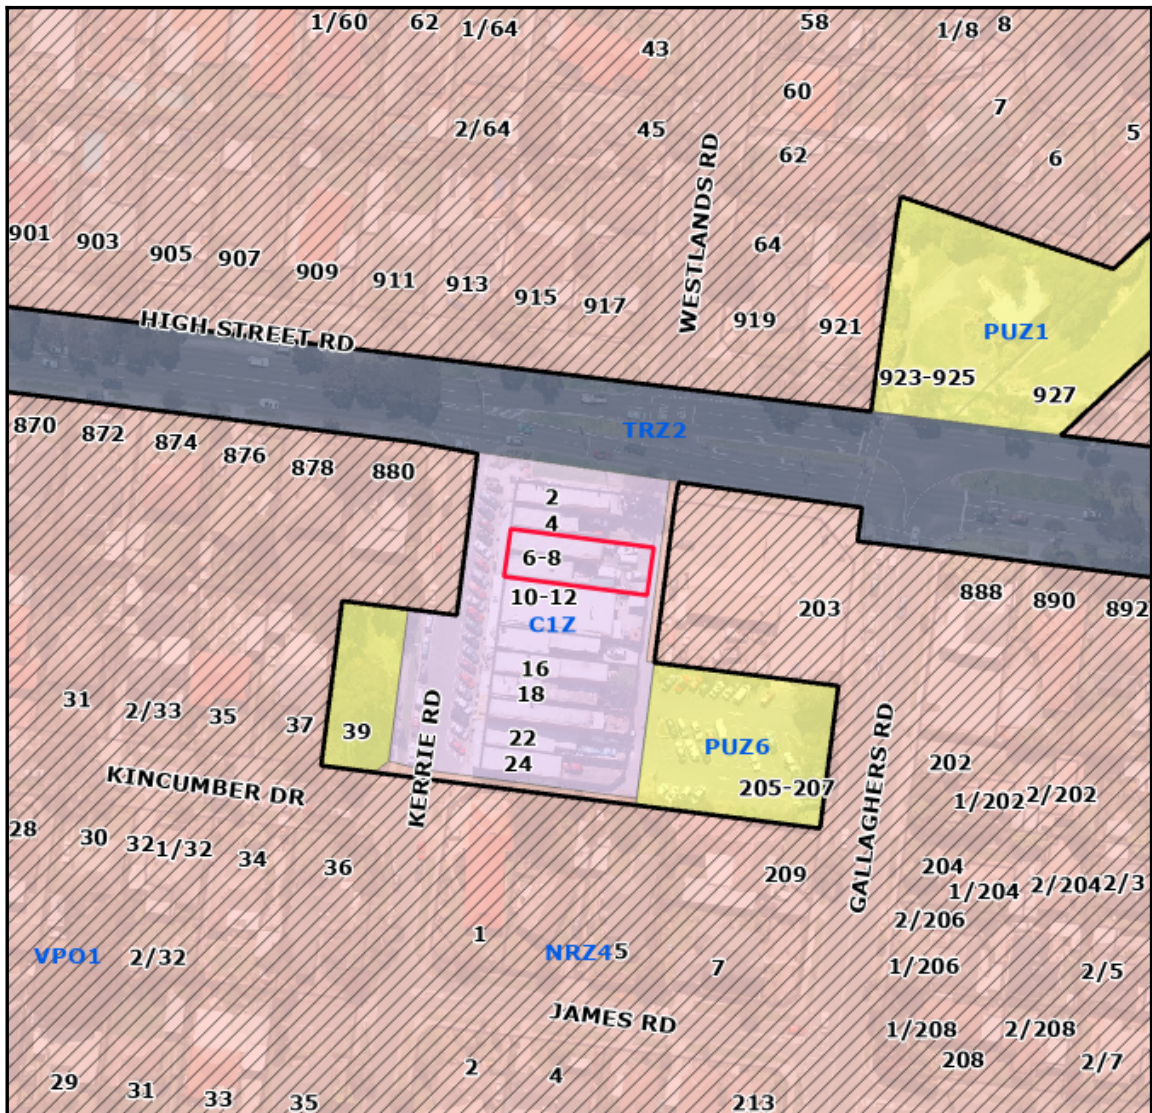 1/60 62 1/64 58 1/8 8
43
60
7
2/64 45 5
62 6
WESTLANDS RD
901 903 905 907 64
909 911 913 915 917
919 921
HIGH STREET RD
PUZ1
923-925 927
870 872 874 876 878 880
TRZ2
2
4
6-8
10-12
C1Z
203
888 890 892
16
18
31 2/33 35 37 39
22
24
KERRIE RD
PUZ6
205-207
GALLAGHERS RD
202
1/202 2/202
KINCUMBER DR
28 30 32 1/32 34 36
209
204
1/204 2/204 2/3
2/206
VPO1 2/32
1
NRZ4 5
7
1/206 2/5
JAMES RD
1/208 2/208
208 2/7
29 31 33 35
2 4
213